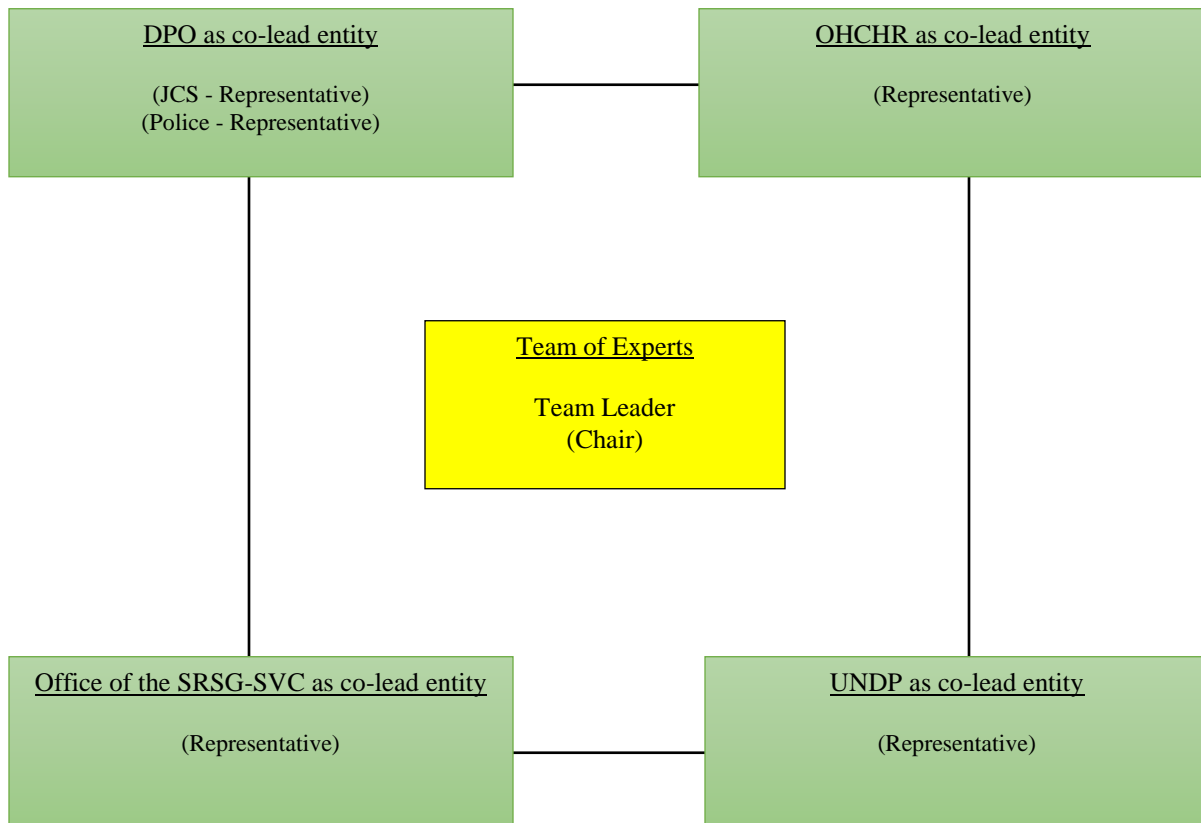 DPO as co-lead entity
(JCS - Representative)
(Police - Representative)
OHCHR as co-lead entity
(Representative)
Team of Experts
Team Leader
(Chair)
Office of the SRSG-SVC as co-lead entity
(Representative)
UNDP as co-lead entity
(Representative)